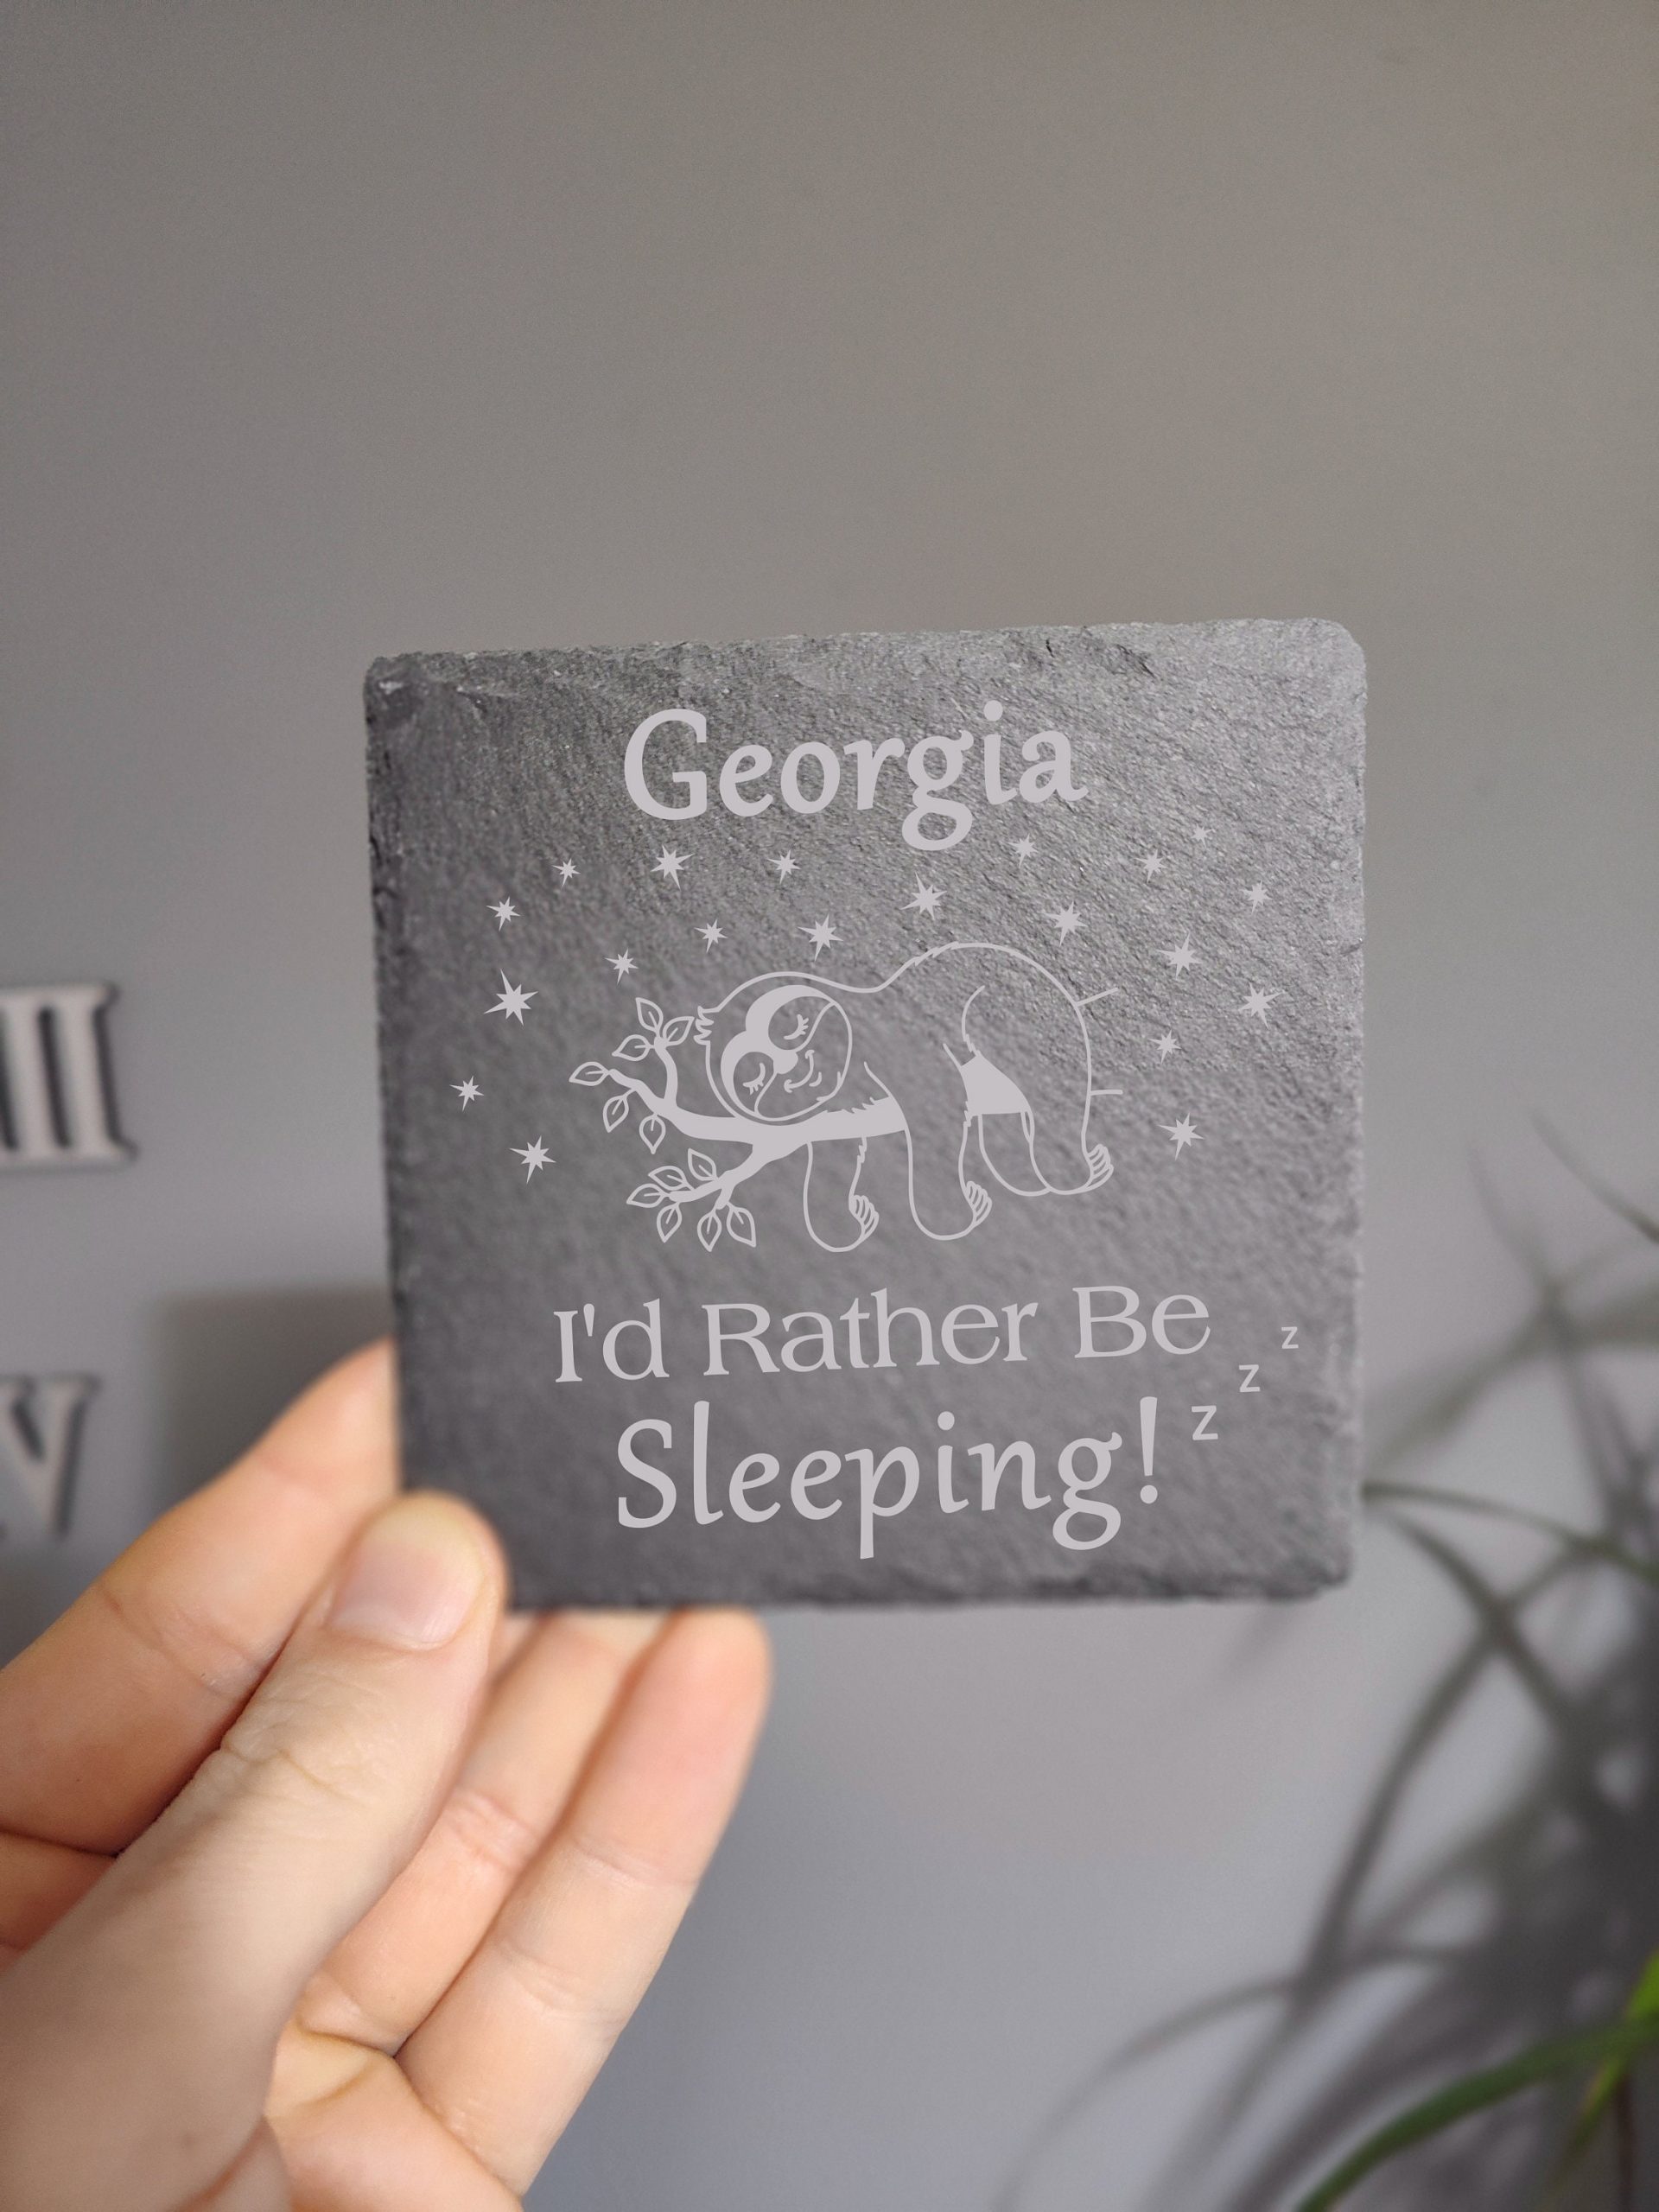 Georgia
I'd Rather Be
Sleeping!
z
z
z